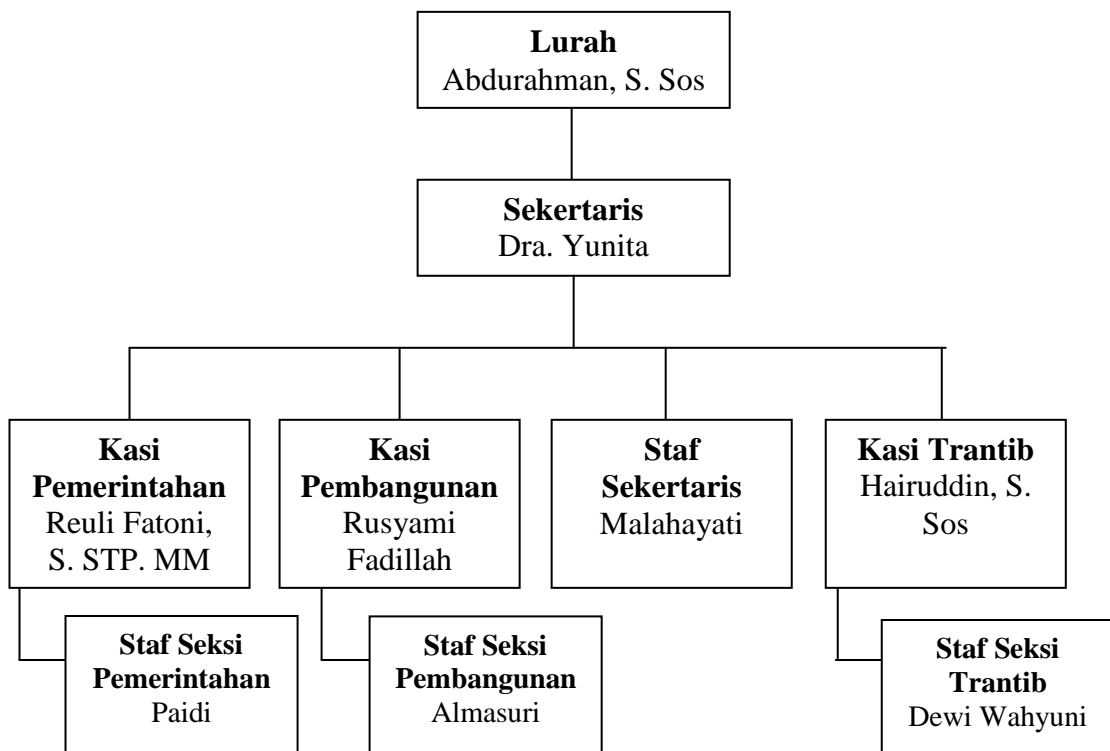 Lurah
Abdurahman, S. Sos
Sekertaris
Dra. Yunita
Kasi
Pemerintahan
Reuli Fatoni,
S. STP. MM
Kasi
Pembangunan
Rusyami
Fadillah
Staf
Sekertaris
Malahayati
Kasi Trantib
Hairuddin, S.
Sos
Staf Seksi
Pemerintahan
Paidi
Staf Seksi
Pembangunan
Almasuri
Staf Seksi
Trantib
Dewi Wahyuni